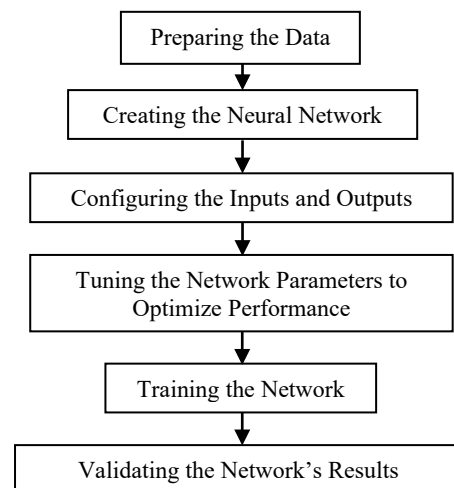 Preparing the Data
Creating the Neural Network
Configuring the Inputs and Outputs
Tuning the Network Parameters to
Optimize Performance
Training the Network
Validating the Network’s Results